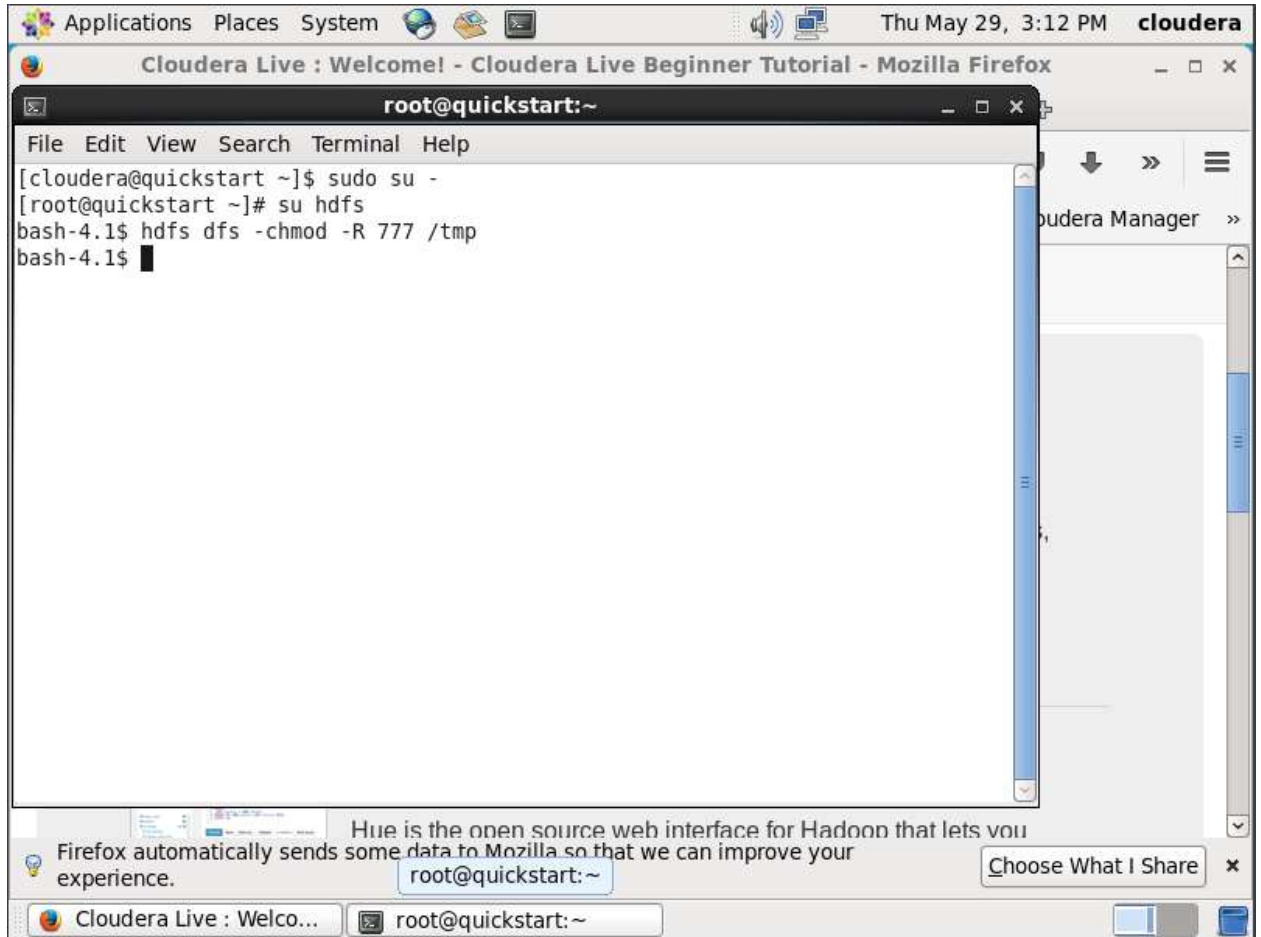 Applications Places System Thu May 29, 3:12 PM cloudera
Cloudera Live : Welcome! - Cloudera Live Beginner Tutorial - Mozilla Firefox
root@quickstart:~
File Edit View Search Terminal Help
[cloudera@quickstart ~]$ sudo su -
[root@quickstart ~]# su hdfs
bash-4.1$ hdfs dfs -chmod -R 777 /tmp
bash-4.1$
Manager »
Hue is the open source web interface for Hadoop that lets you
Firefox automatically sends some data to Mozilla so that we can improve your
experience.
Choose What I Share
root@quickstart:~
Cloudera Live : Welco...
root@quickstart:~